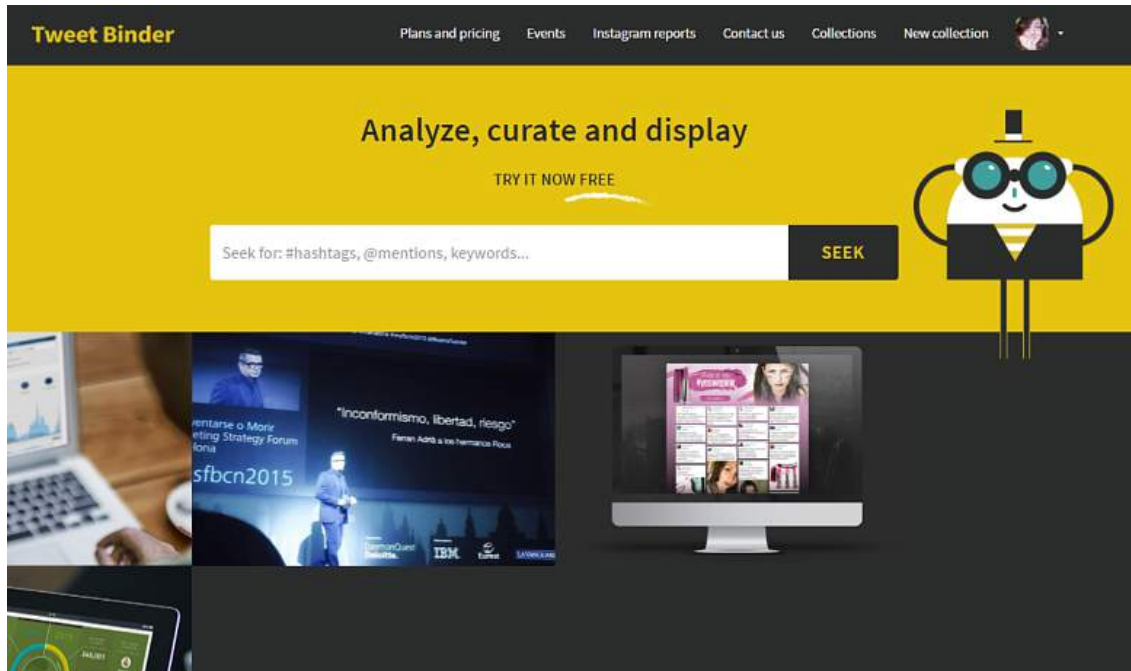 Tweet Binder
Plans and pricing
Events
Instagram reports
Contact us
Collections
New collection
Analyze, curate and display
TRY IT NOW FREE
Seek for: #hashtags, @mentions, keywords...
SEEK
"Inconformismo, libertad, riesgo"
Ferran Adrià a los hermanos Roca
ventarse o Morir
eting Strategy Forum
lona
sfbcn2015
Deloitte.
IBM